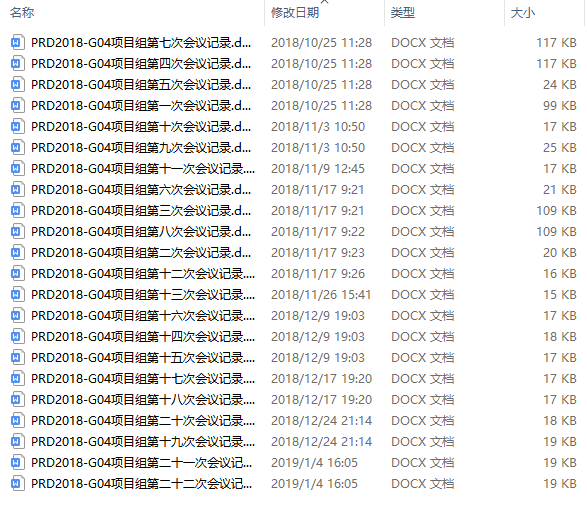 名称 修改日期 类型 大小
PRD2018-G04项目组第七次会议记录.d... 2018/10/25 11:28 DOCX 文档 117 KB
PRD2018-G04项目组第四次会议记录.d... 2018/10/25 11:28 DOCX 文档 117 KB
PRD2018-G04项目组第五次会议记录.d... 2018/10/25 11:28 DOCX 文档 24 KB
PRD2018-G04项目组第一次会议记录.d... 2018/10/25 11:28 DOCX 文档 99 KB
PRD2018-G04项目组第十次会议记录.d... 2018/11/3 10:50 DOCX 文档 17 KB
PRD2018-G04项目组第九次会议记录.d... 2018/11/3 10:50 DOCX 文档 25 KB
PRD2018-G04项目组第十一次会议记录.... 2018/11/9 12:45 DOCX 文档 17 KB
PRD2018-G04项目组第六次会议记录.d... 2018/11/17 9:21 DOCX 文档 21 KB
PRD2018-G04项目组第三次会议记录.d... 2018/11/17 9:21 DOCX 文档 109 KB
PRD2018-G04项目组第八次会议记录.d... 2018/11/17 9:22 DOCX 文档 109 KB
PRD2018-G04项目组第二次会议记录.d... 2018/11/17 9:23 DOCX 文档 20 KB
PRD2018-G04项目组第十二次会议记录.... 2018/11/17 9:26 DOCX 文档 16 KB
PRD2018-G04项目组第十三次会议记录.... 2018/11/26 15:41 DOCX 文档 15 KB
PRD2018-G04项目组第十六次会议记录.... 2018/12/9 19:03 DOCX 文档 17 KB
PRD2018-G04项目组第十四次会议记录.... 2018/12/9 19:03 DOCX 文档 18 KB
PRD2018-G04项目组第十五次会议记录.... 2018/12/9 19:03 DOCX 文档 17 KB
PRD2018-G04项目组第十七次会议记录.... 2018/12/17 19:20 DOCX 文档 17 KB
PRD2018-G04项目组第十八次会议记录.... 2018/12/17 19:20 DOCX 文档 17 KB
PRD2018-G04项目组第二十次会议记录.... 2018/12/24 21:14 DOCX 文档 18 KB
PRD2018-G04项目组第十九次会议记录.... 2018/12/24 21:14 DOCX 文档 19 KB
PRD2018-G04项目组第二十一次会议记... 2019/1/4 16:05 DOCX 文档 19 KB
PRD2018-G04项目组第二十二次会议记... 2019/1/4 16:05 DOCX 文档 19 KB